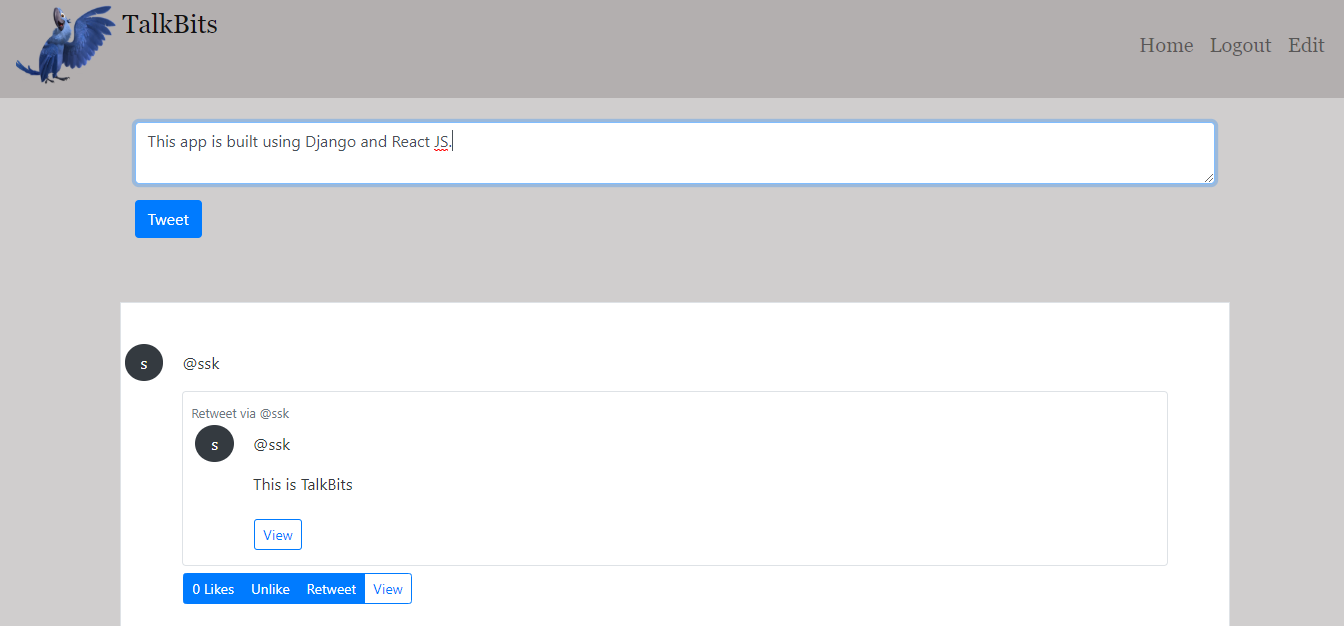 TalkBits
Home Logout Edit
This app is built using Django and React JS.
Tweet
s @ssk
Retweet via @ssk
s @ssk
This is TalkBits
View
0 Likes Unlike Retweet View